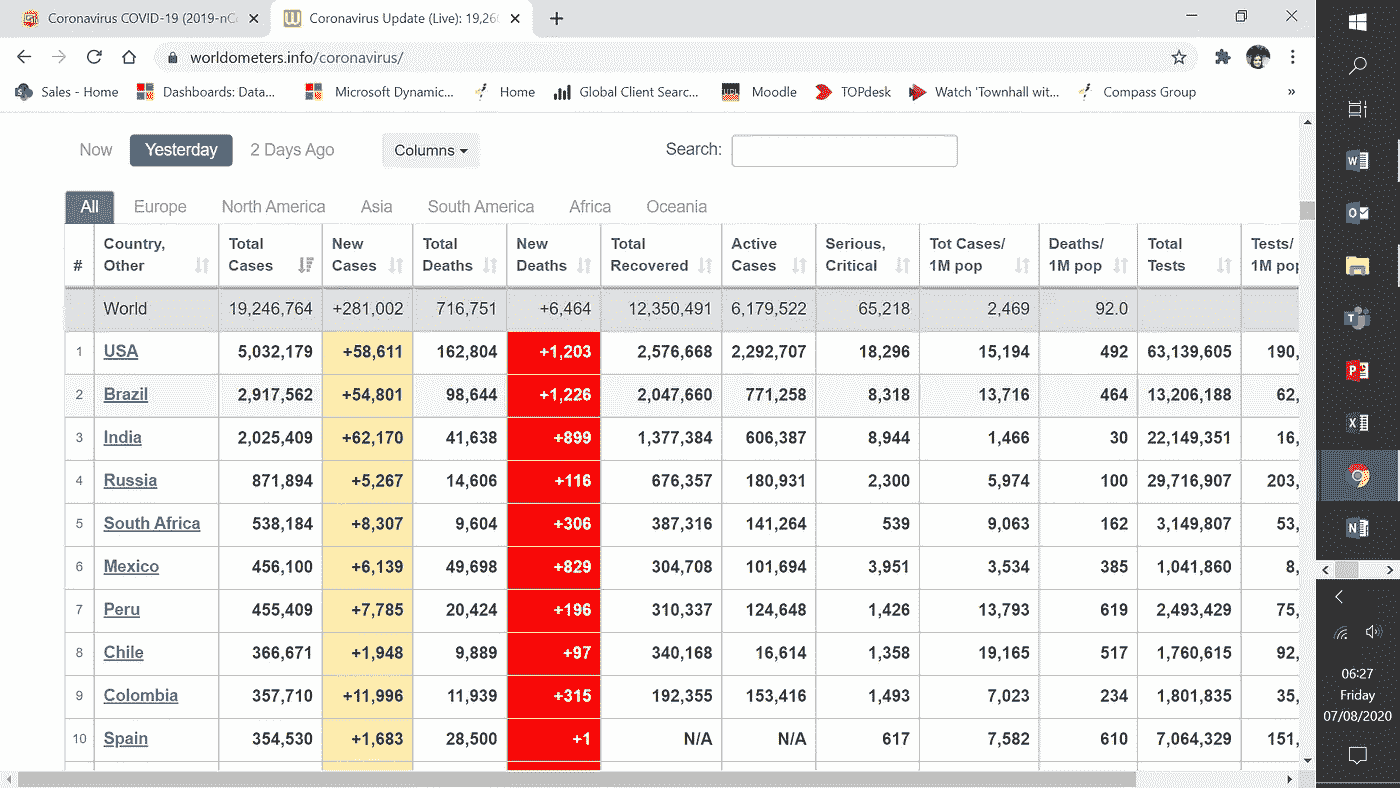 Coronavirus COVID-19 (2019-nC
Coronavirus Update (Live): 19,26
worldometers.info/coronavirus/
Sales - Home Dashboards: Data... Microsoft Dynamic... Home Global Client Searc... Moodle TOPdesk Watch 'Townhall wit... Compass Group »
Now Yesterday 2 Days Ago Columns Search:
All Europe North America Asia South America Africa Oceania
# Country, Other Total Cases New Cases Total Deaths New Deaths Total Recovered Active Cases Serious, Critical Tot Cases/ 1M pop Deaths/ 1M pop Total Tests Tests/ 1M pop
World 19,246,764 +281,002 716,751 +6,464 12,350,491 6,179,522 65,218 2,469 92.0
1 USA 5,032,179 +58,611 162,804 +1,203 2,576,668 2,292,707 18,296 15,194 492 63,139,605 190,
2 Brazil 2,917,562 +54,801 98,644 +1,226 2,047,660 771,258 8,318 13,716 464 13,206,188 62,
3 India 2,025,409 +62,170 41,638 +899 1,377,384 606,387 8,944 1,466 30 22,149,351 16,
4 Russia 871,894 +5,267 14,606 +116 676,357 180,931 2,300 5,974 100 29,716,907 203,
5 South Africa 538,184 +8,307 9,604 +306 387,316 141,264 539 9,063 162 3,149,807 53,
6 Mexico 456,100 +6,139 49,698 +829 304,708 101,694 3,951 3,534 385 1,041,860 8,
7 Peru 455,409 +7,785 20,424 +196 310,337 124,648 1,426 13,793 619 2,493,429 75,
8 Chile 366,671 +1,948 9,889 +97 340,168 16,614 1,358 19,165 517 1,760,615 92,
9 Colombia 357,710 +11,996 11,939 +315 192,355 153,416 1,493 7,023 234 1,801,835 35,
10 Spain 354,530 +1,683 28,500 +1 N/A N/A 617 7,582 610 7,064,329 151,
06:27
Friday
07/08/2020